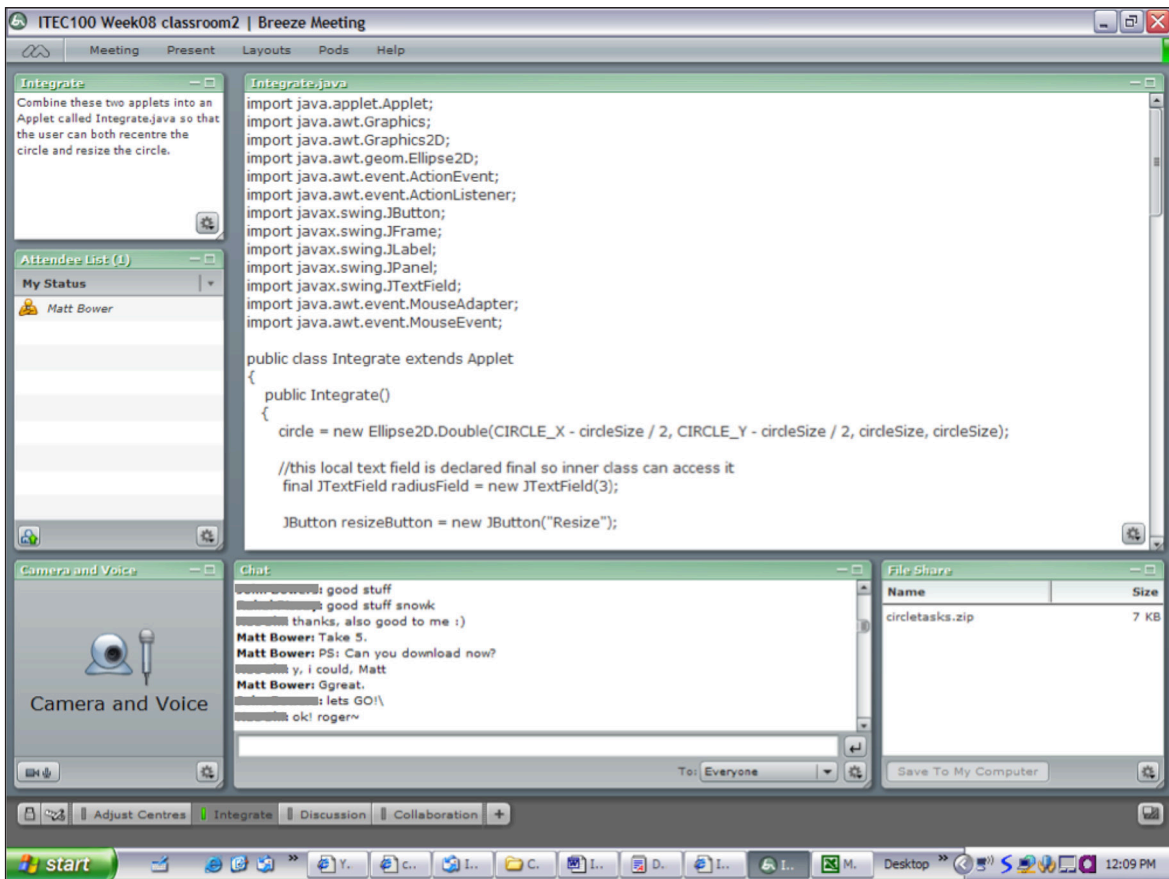 ITEC100 Week08 classroom2 | Breeze Meeting
Meeting Present Layouts Pods Help
Integrate
Combine these two applets into an
Applet called Integrate.java so that
the user can both recentre the
circle and resize the circle.
Attendee List (1)
My Status
Matt Bower
Integrate.java
import java.applet.Applet;
import java.awt.Graphics;
import java.awt.Graphics2D;
import java.awt.geom.Ellipse2D;
import java.awt.event.ActionEvent;
import java.awt.event.ActionListener;
import javax.swing.JButton;
import javax.swing.JFrame;
import javax.swing.JLabel;
import javax.swing.JPanel;
import javax.swing.JTextField;
import java.awt.event.MouseAdapter;
import java.awt.event.MouseEvent;
public class Integrate extends Applet
{
public Integrate()
{
circle = new Ellipse2D.Double(CIRCLE_X - circleSize / 2, CIRCLE_Y - circleSize / 2, circleSize, circleSize);
//this local text field is declared final so inner class can access it
final JTextField radiusField = new JTextField(3);
JButton resizeButton = new JButton("Resize");
Camera and Voice
Camera and Voice
Chat
: good stuff
: good stuff snowk
thanks, also good to me :)
Matt Bower: Take 5.
Matt Bower: PS: Can you download now?
y, i could, Matt
Matt Bower: Ggreat.
: lets GO!\
: ok! roger~
To: Everyone
File Share
Name Size
circletasks.zip 7 KB
Save To My Computer
Adjust Centres Integrate Discussion Collaboration +
start » Y.. c.. I.. C. I.. D. I.. I.. M. Desktop » 12:09 PM